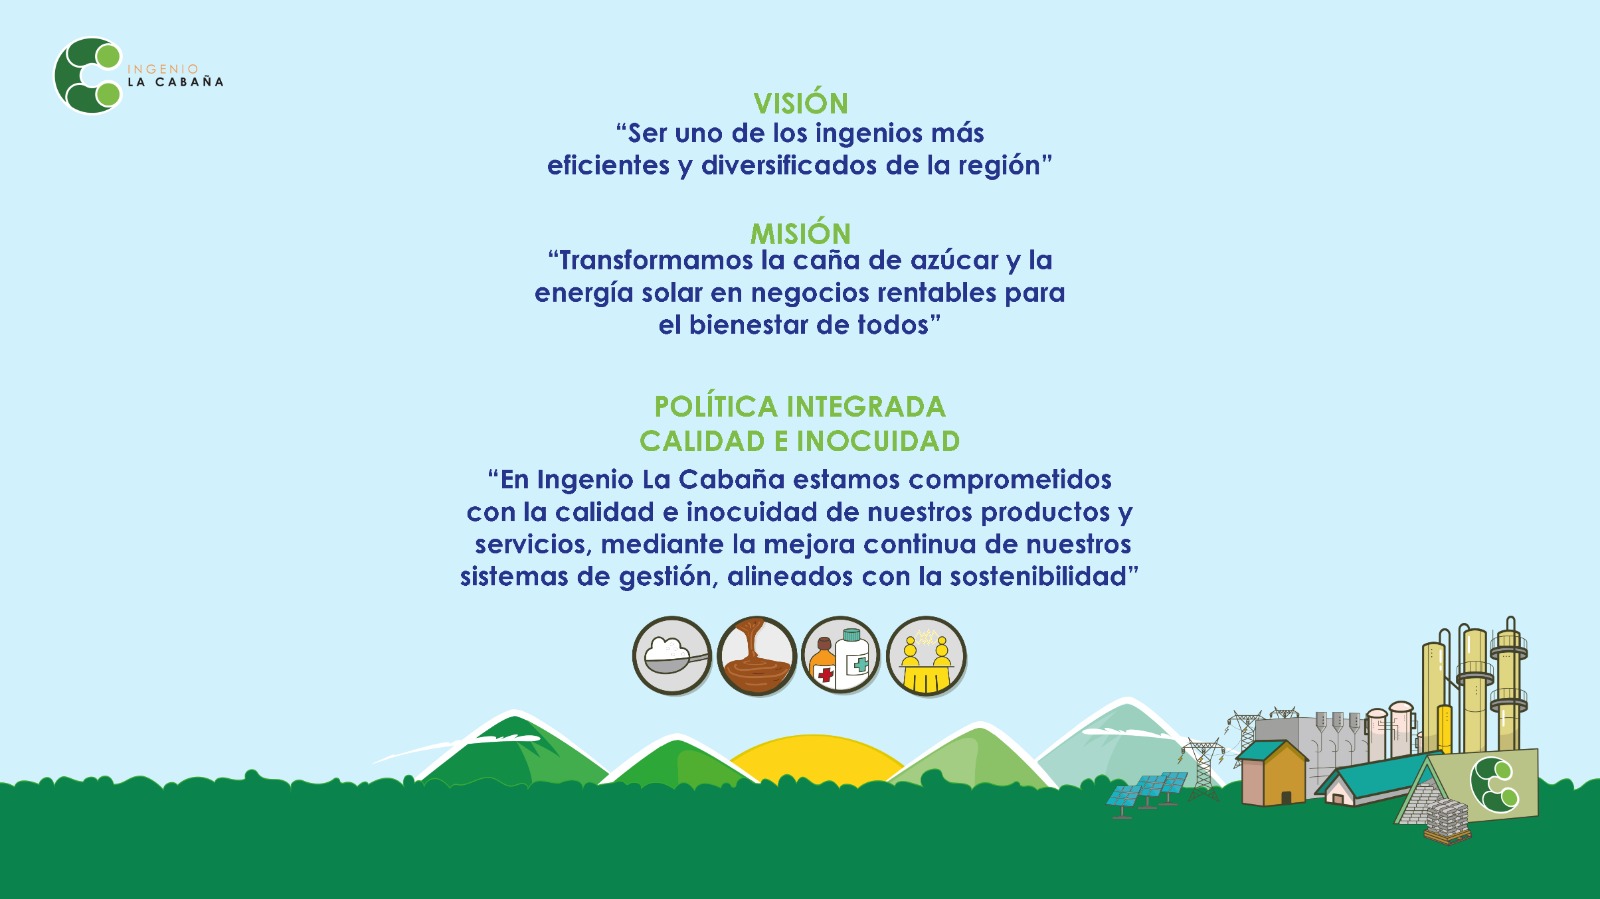 INGENIO
LA CABAÑA
VISIÓN
“Ser uno de los ingenios más
eficientes y diversificados de la región”
MISIÓN
“Transformamos la caña de azúcar y la
energía solar en negocios rentables para
el bienestar de todos”
POLÍTICA INTEGRADA
CALIDAD E INOCUIDAD
“En Ingenio La Cabaña estamos comprometidos
con la calidad e inocuidad de nuestros productos y
servicios, mediante la mejora continua de nuestros
sistemas de gestión, alineados con la sostenibilidad”